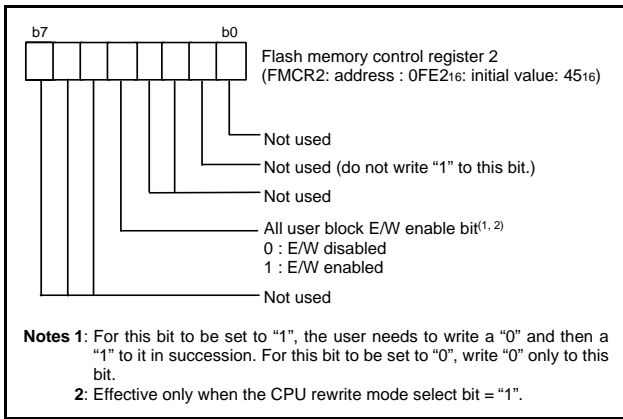 b7 b0
Flash memory control register 2
(FMCR2: address : 0FE216: initial value: 4516)
Not used
Not used (do not write “1” to this bit.)
Not used
All user block E/W enable bit(1, 2)
0 : E/W disabled
1 : E/W enabled
Not used
Notes 1: For this bit to be set to “1”, the user needs to write a “0” and then a
“1” to it in succession. For this bit to be set to “0”, write “0” only to this
bit.
2: Effective only when the CPU rewrite mode select bit = “1”.